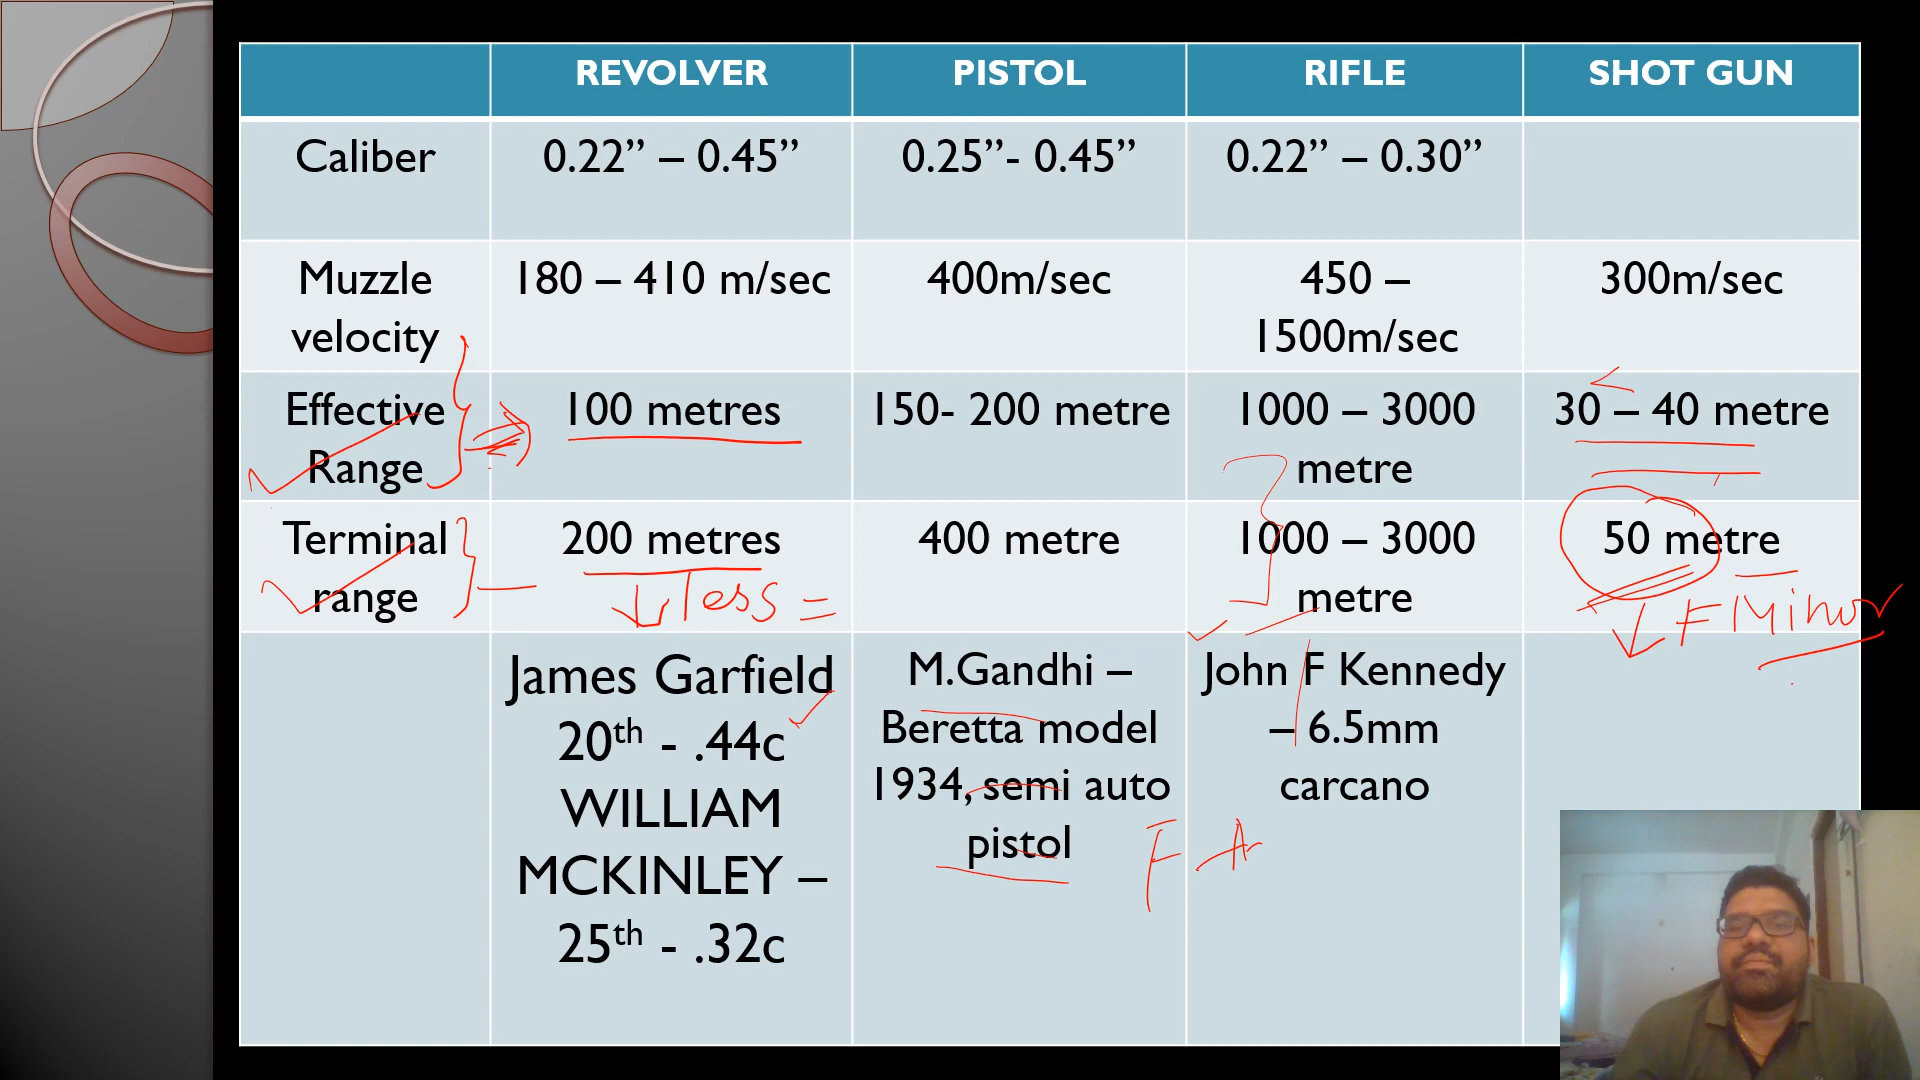 REVOLVER PISTOL RIFLE SHOT GUN
Caliber 0.22” – 0.45” 0.25”- 0.45” 0.22” – 0.30”
Muzzle velocity 180 – 410 m/sec 400m/sec 450 – 1500m/sec 300m/sec
Effective Range 100 metres 150- 200 metre 1000 – 3000 metre 30 – 40 metre
Terminal range 200 metres 400 metre 1000 – 3000 metre 50 metre
less =
F Minor
James Garfield
20th - .44c
WILLIAM
MCKINLEY –
25th - .32c
M.Gandhi –
Beretta model
1934, semi auto
pistol
John F Kennedy
– 6.5mm
carcano
F A